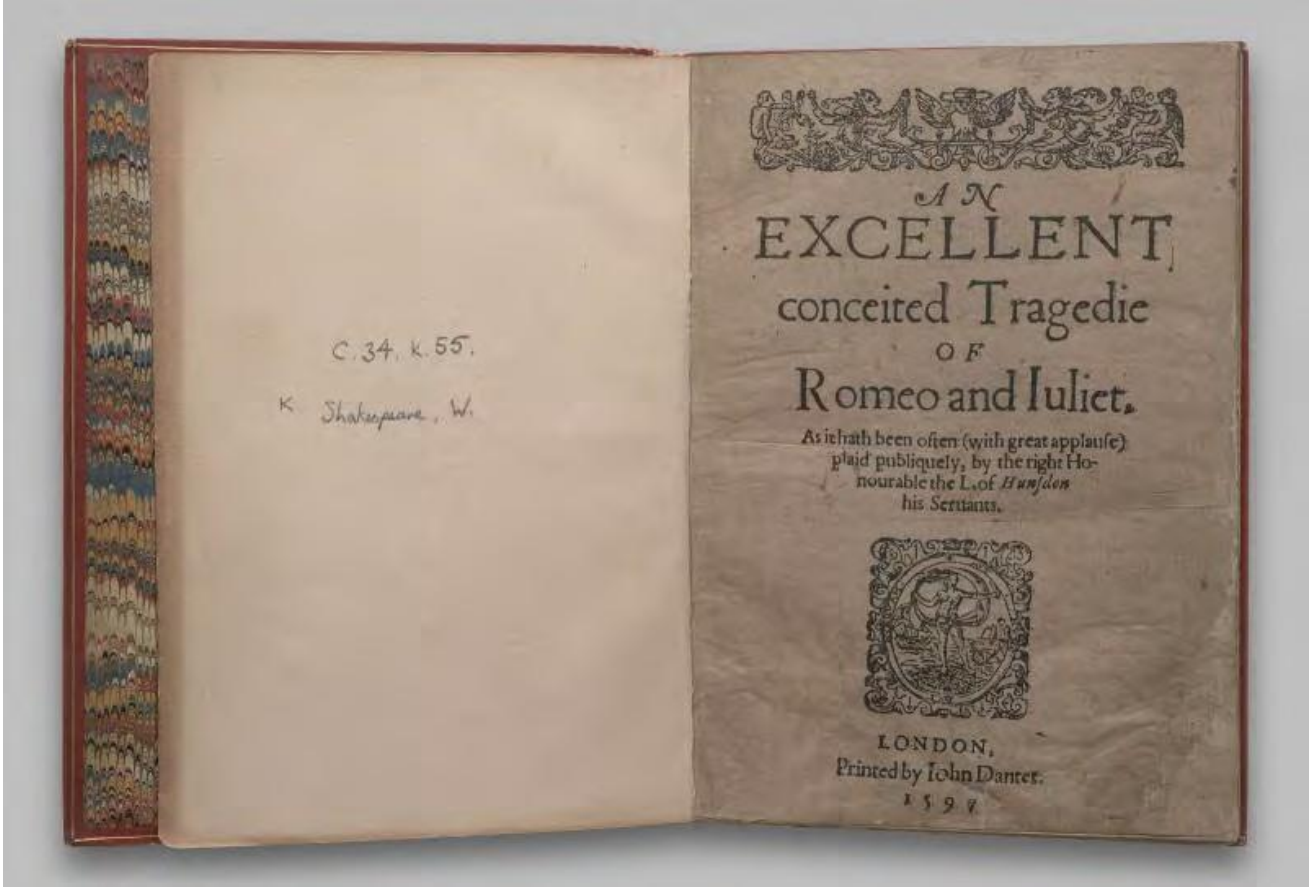 C.34. K.55.
K Shakespeare, W.
AN
EXCELLENT
conceited Tragedie
OF
Romeo and Iuliet.
As it hath been often (with great applauſe)
plaid publiquely, by the right Ho-
nourable the L. of Hunſdon
his Seruants.
LONDON,
Printed by Iohn Danter.
1597